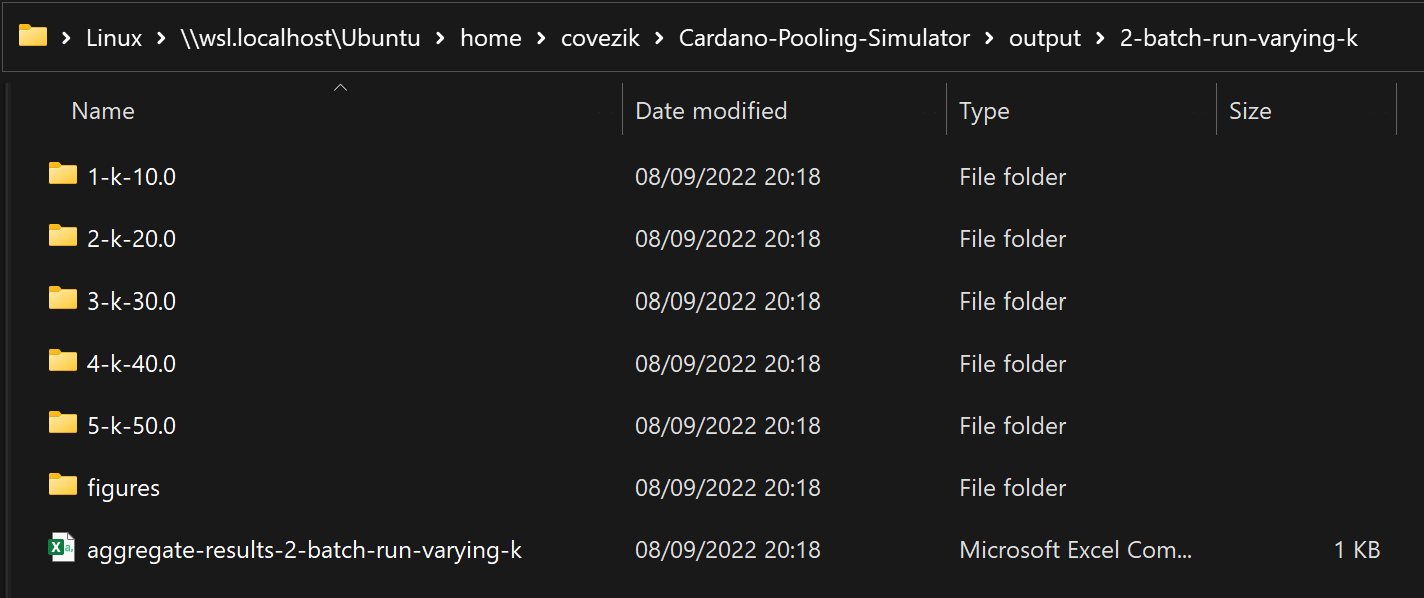 Linux > \\wsl.localhost\Ubuntu > home > covezik > Cardano-Pooling-Simulator > output > 2-batch-run-varying-k
Name Date modified Type Size
1-k-10.0 08/09/2022 20:18 File folder
2-k-20.0 08/09/2022 20:18 File folder
3-k-30.0 08/09/2022 20:18 File folder
4-k-40.0 08/09/2022 20:18 File folder
5-k-50.0 08/09/2022 20:18 File folder
figures 08/09/2022 20:18 File folder
aggregate-results-2-batch-run-varying-k 08/09/2022 20:18 Microsoft Excel Com... 1 KB